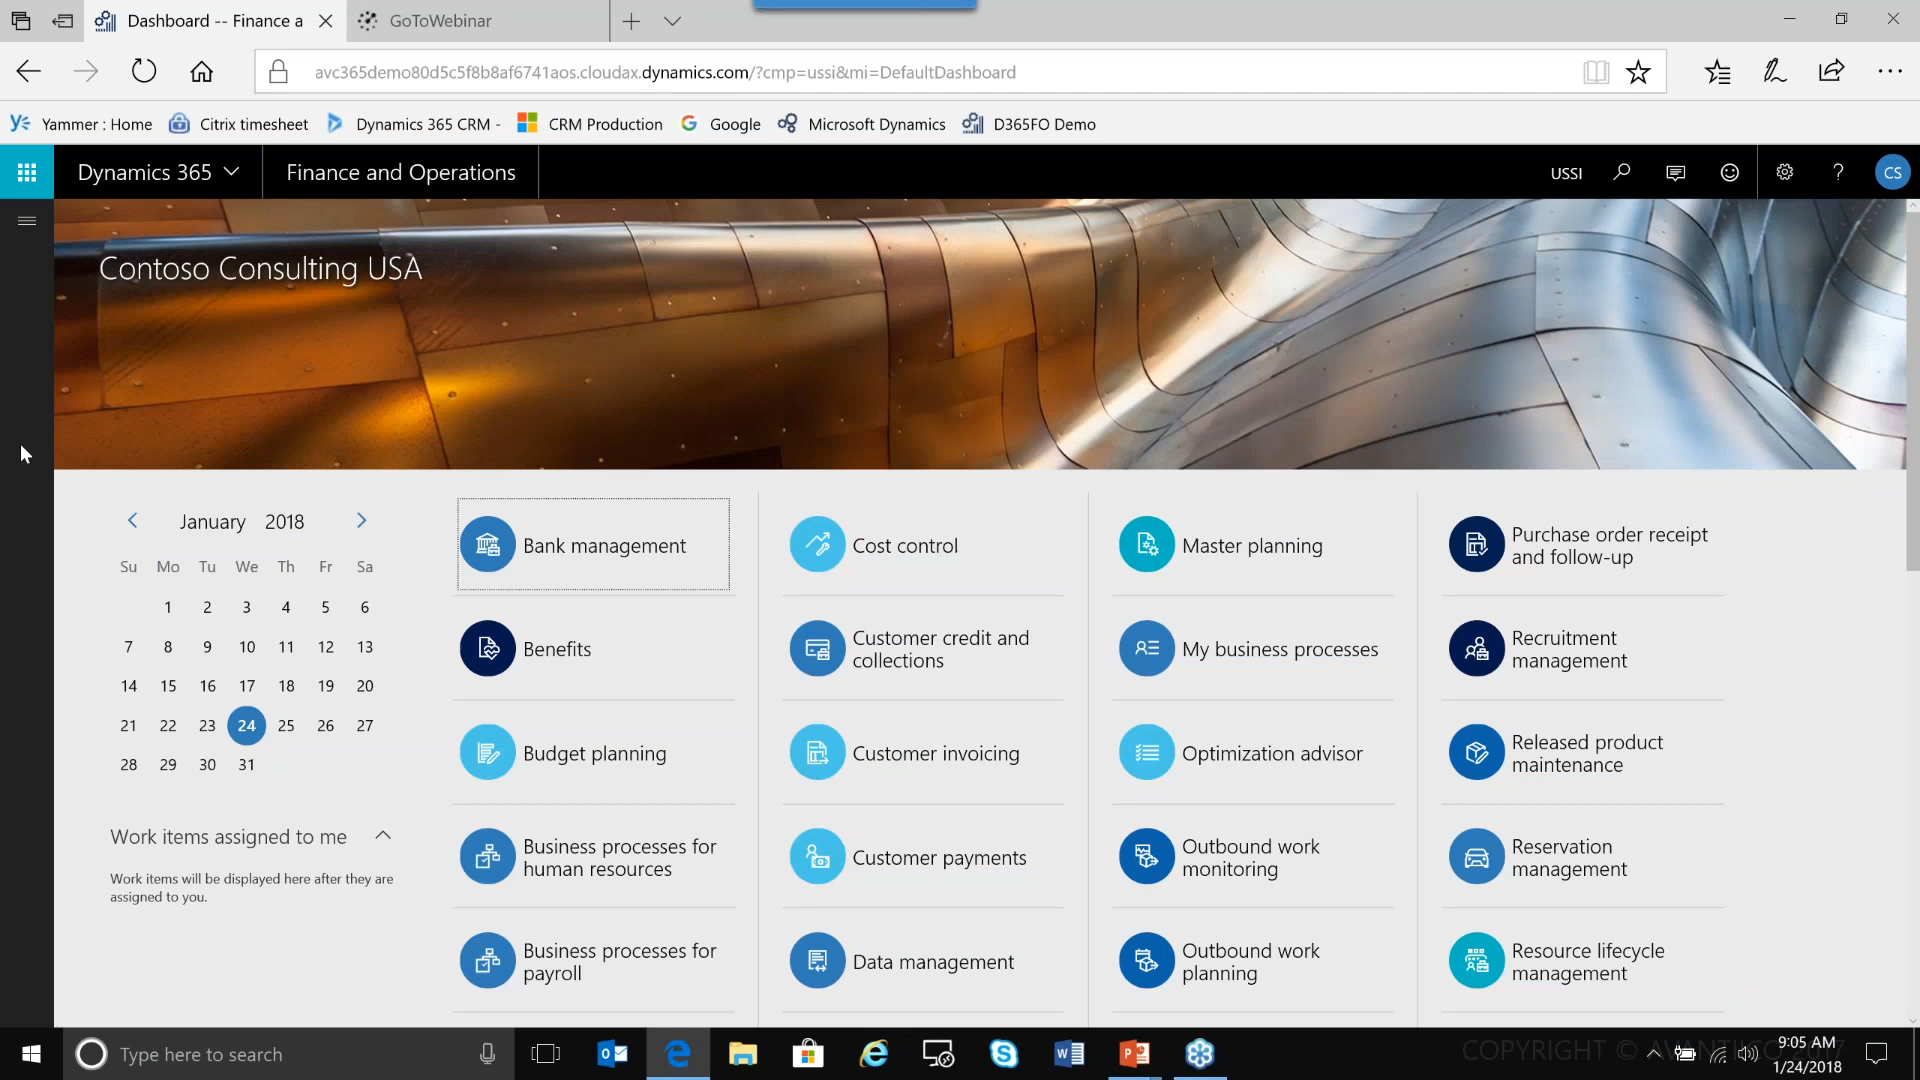 Dashboard -- Finance a
GoToWebinar
avc365demo80d5c5f8b8af6741aos.cloudax.dynamics.com/?cmp=ussi&mi=DefaultDashboard
Yammer : Home
Citrix timesheet
Dynamics 365 CRM -
CRM Production
Google
Microsoft Dynamics
D365FO Demo
Dynamics 365
Finance and Operations
USSI
?
CS
Contoso Consulting USA
January 2018
Su Mo Tu We Th Fr Sa
1 2 3 4 5 6
7 8 9 10 11 12 13
14 15 16 17 18 19 20
21 22 23 24 25 26 27
28 29 30 31
Work items assigned to me
Work items will be displayed here after they are
assigned to you.
Bank management
Benefits
Budget planning
Business processes for
human resources
Business processes for
payroll
Cost control
Customer credit and
collections
Customer invoicing
Customer payments
Data management
Master planning
My business processes
Optimization advisor
Outbound work
monitoring
Outbound work
planning
Purchase order receipt
and follow-up
Recruitment
management
Released product
maintenance
Reservation
management
Resource lifecycle
management
Type here to search
COPYRIGHT © AVANTIICO 2017
9:05 AM
1/24/2018